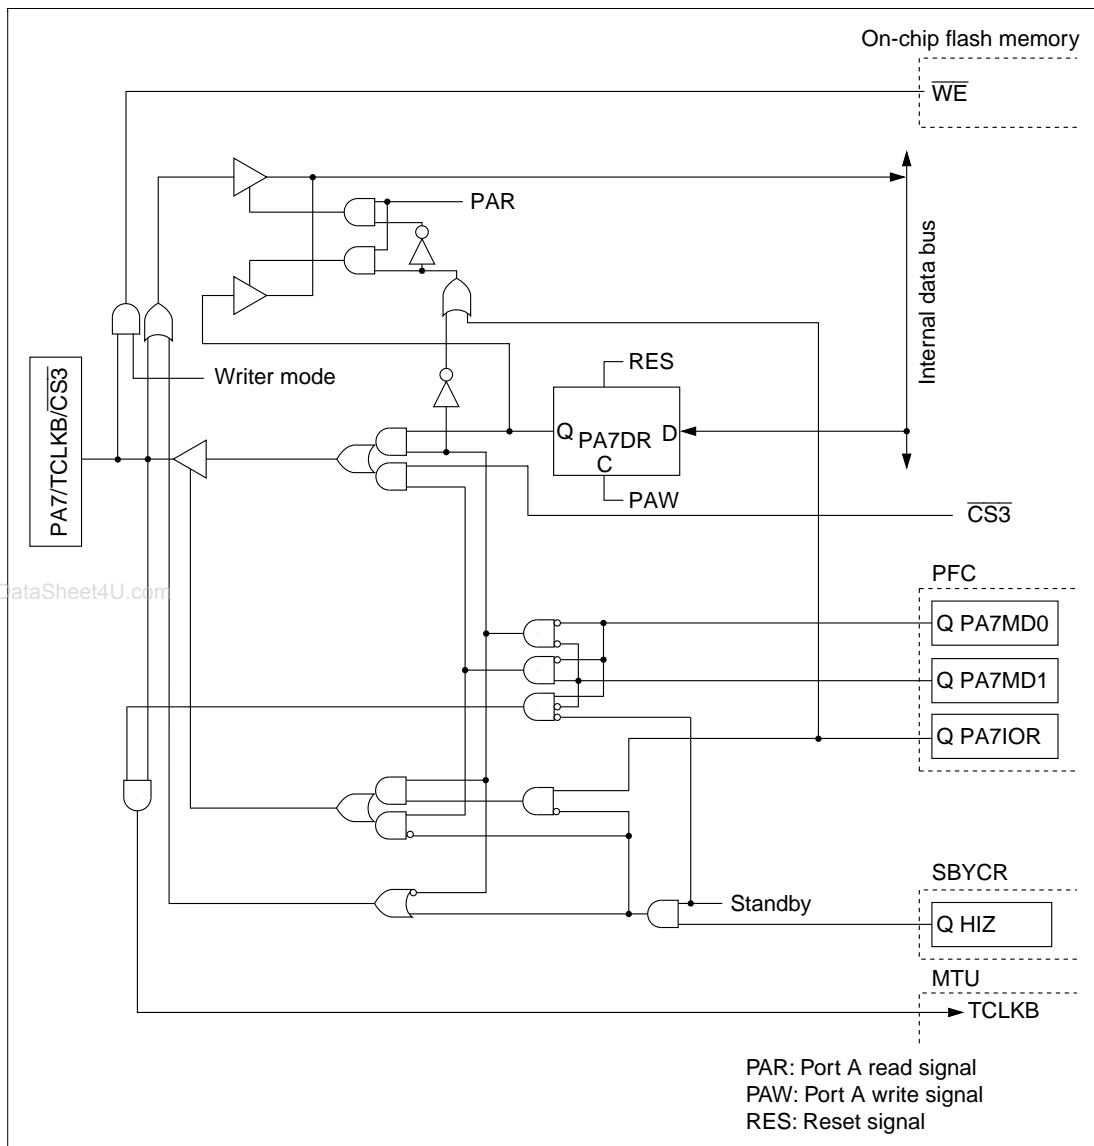 On-chip flash memory
WE
PAR
Internal data bus
Writer mode
RES
PA7/TCLKB/CS3
Q PA7DR D
C
PAW
CS3
DataSheet4U.com
PFC
Q PA7MD0
Q PA7MD1
Q PA7IOR
SBYCR
Standby
Q HIZ
MTU
TCLKB
PAR: Port A read signal
PAW: Port A write signal
RES: Reset signal